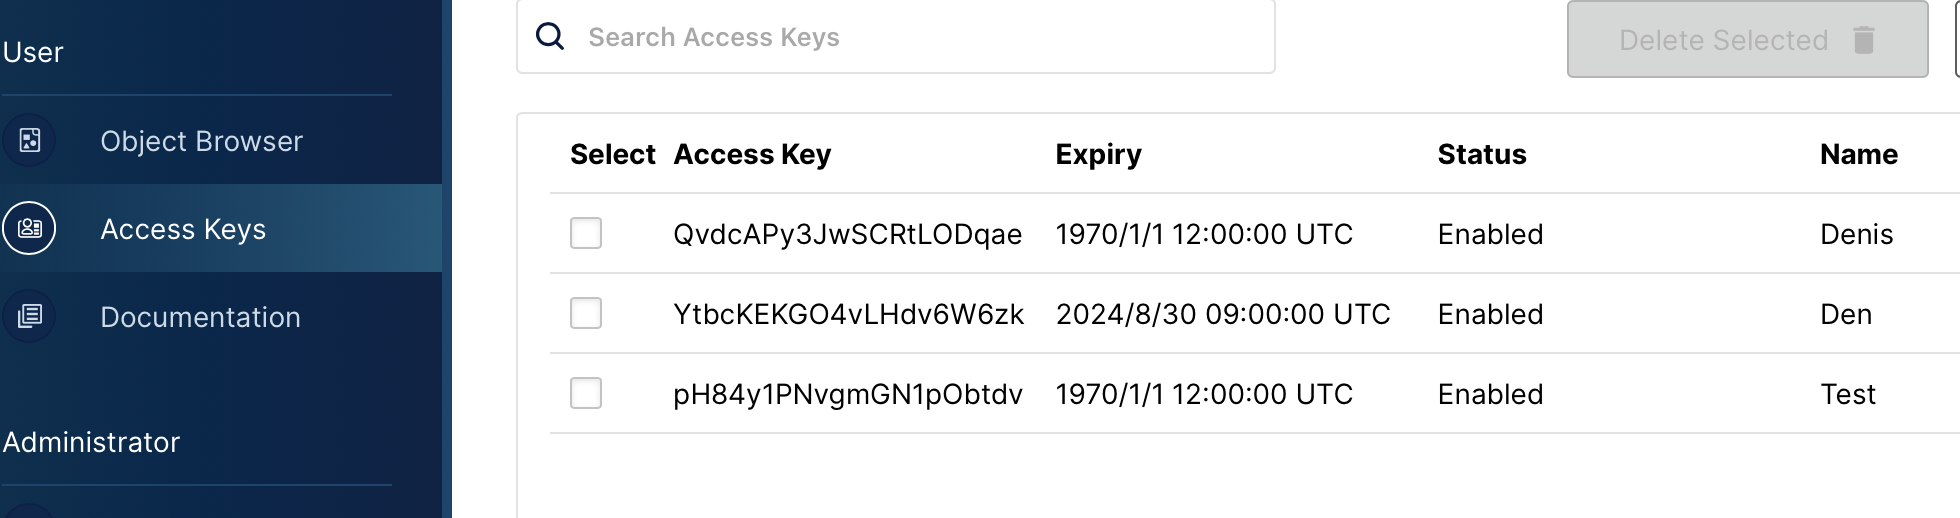 User
Object Browser
Access Keys
Documentation
Administrator
Search Access Keys
Delete Selected
Select Access Key Expiry Status Name
QvdcAPy3JwSCRtLODqae 1970/1/1 12:00:00 UTC Enabled Denis
YtbcKEKGO4vLHdv6W6zk 2024/8/30 09:00:00 UTC Enabled Den
pH84y1PNvgmGN1pObtdv 1970/1/1 12:00:00 UTC Enabled Test